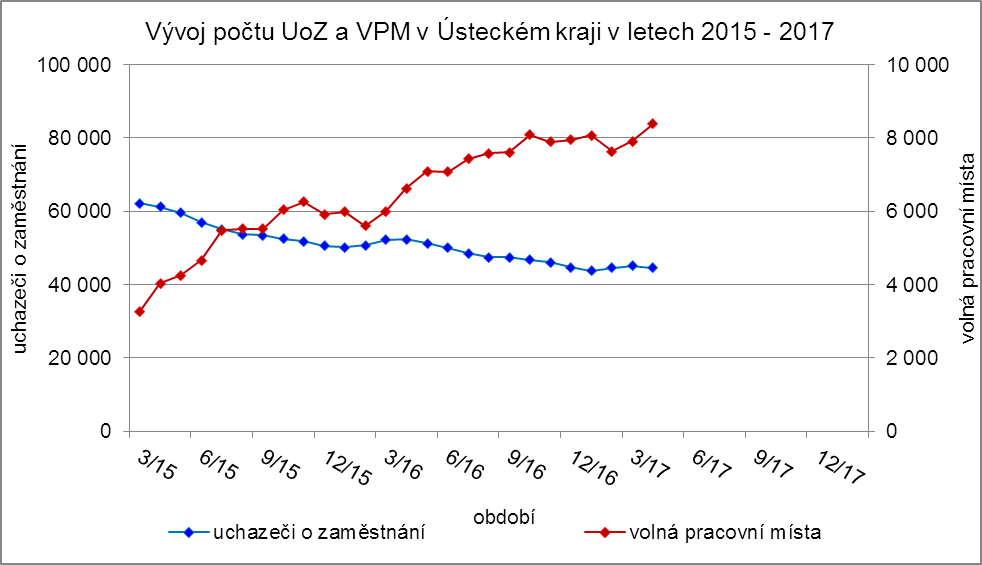 Vývoj počtu UoZ a VPM v Ústeckém kraji v letech 2015 - 2017
100 000
80 000
60 000
40 000
20 000
0
uchazeči o zaměstnání
10 000
8 000
6 000
4 000
2 000
0
volná pracovní místa
3/15 6/15 9/15 12/15 3/16 6/16 9/16 12/16 3/17 6/17 9/17 12/17
období
uchazeči o zaměstnání volná pracovní místa